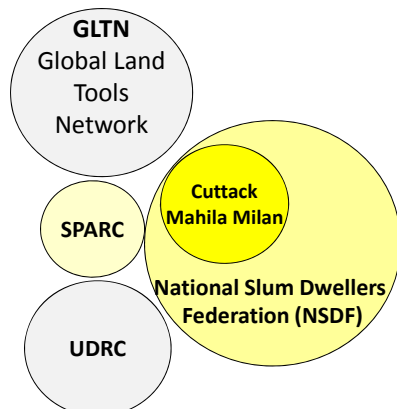 GLTN
Global Land
Tools
Network
Cuttack
Mahila Milan
SPARC
National Slum Dwellers
Federation (NSDF)
UDRC